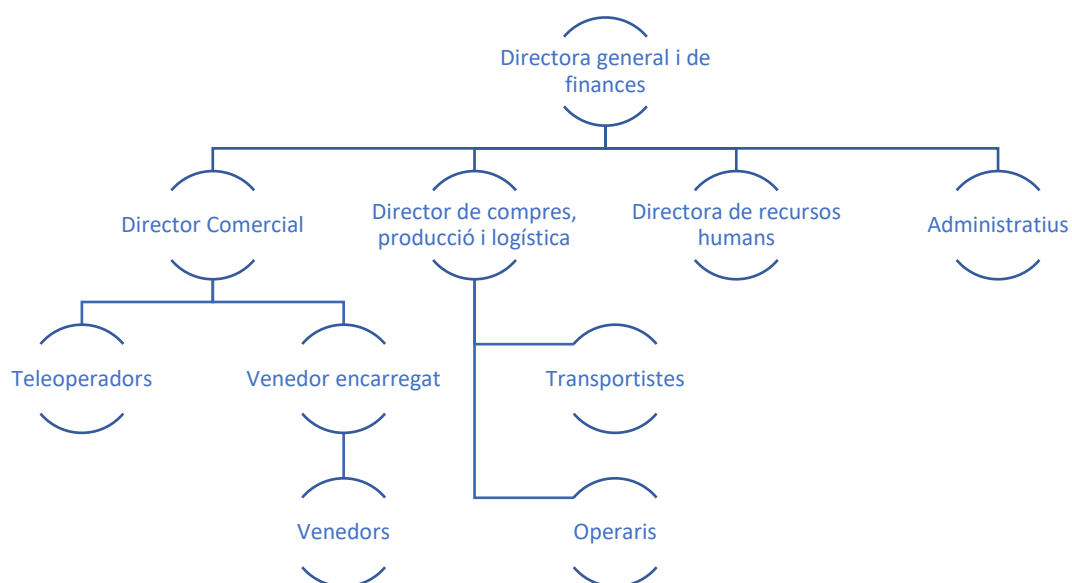 Directora general i de
finances
Director Comercial
Director de compres,
producció i logística
Directora de recursos
humans
Administratius
Teleoperadors
Venedor encarregat
Transportistes
Venedors
Operaris